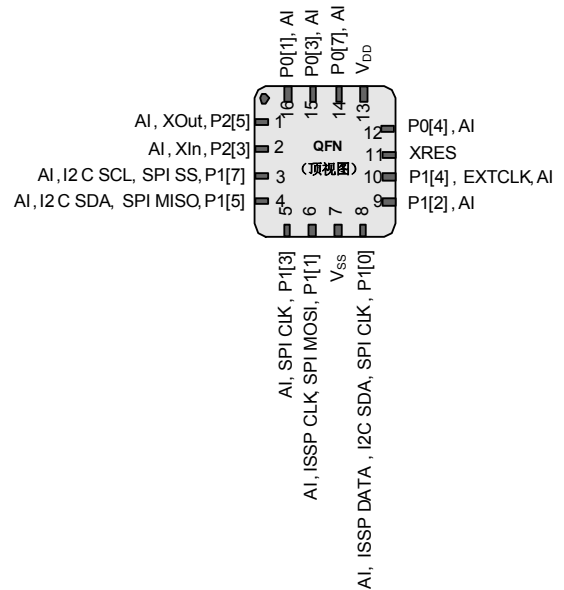 P0[1], AI
P0[3], AI
P0[7], AI
VDD
16
15
14
13
AI, XOut, P2[5]
1
AI, XIn, P2[3]
2
AI, I2 C SCL, SPI SS, P1[7]
3
AI, I2 C SDA, SPI MISO, P1[5]
4
QFN
（顶视图）
12
P0[4], AI
11
XRES
10
P1[4], EXTCLK, AI
9
P1[2], AI
5
6
7
8
AI, SPI CLK, P1[3]
AI, ISSP CLK, SPI MOSI, P1[1]
VSS
AI, ISSP DATA, I2C SDA, SPI CLK, P1[0]